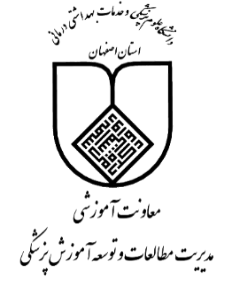 دانشگاه علوم پزشکی و خدمات بهداشتی درمانی
استان اصفهان
معاونت آموزشی
مدیریت مطالعات و توسعه آموزش پزشکی